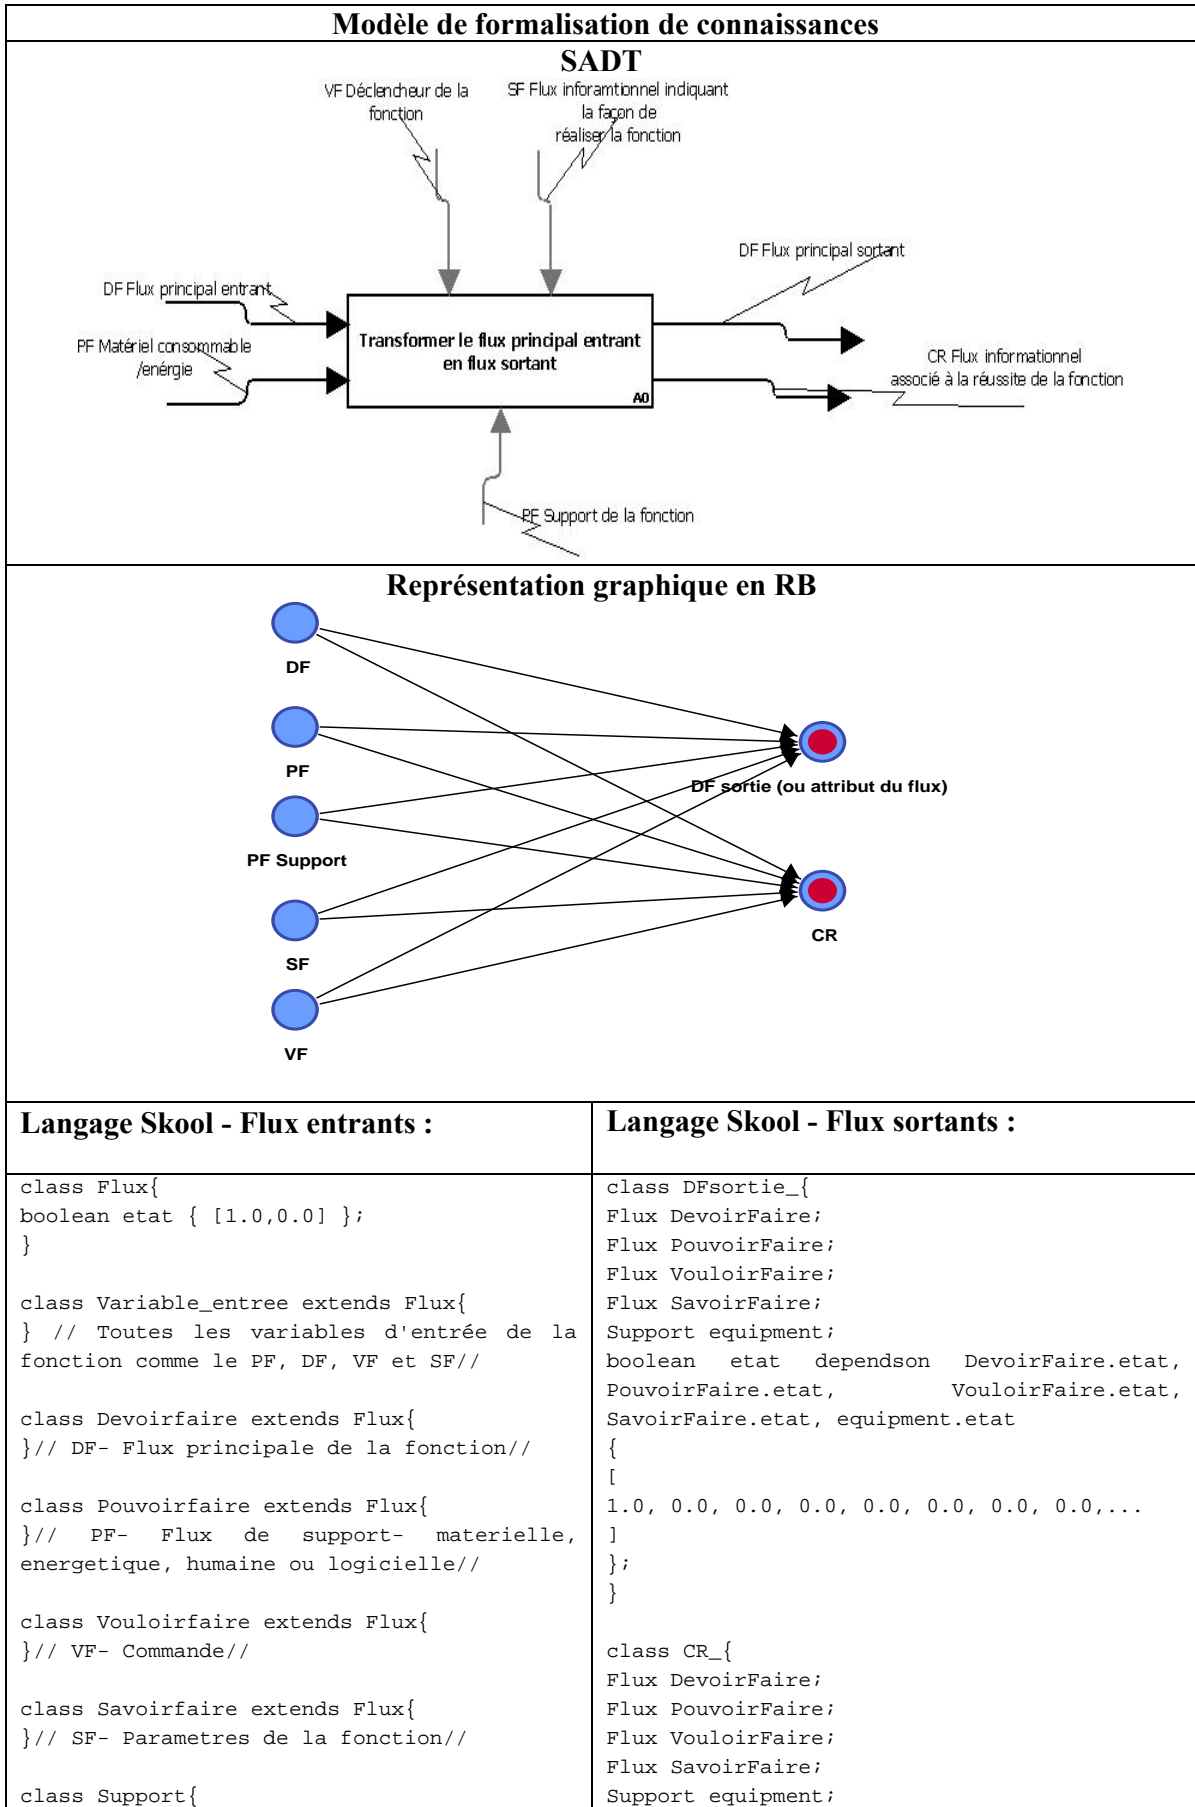 Modèle de formalisation de connaissances
SADT
VF Déclencheur de la
fonction
SF Flux inforamtionnel indiquant
la façon de
réaliser la fonction
DF Flux principal sortant
DF Flux principal entrant
PF Matériel consommable
/enérgie
Transformer le flux principal entrant
en flux sortant
A0
CR Flux informationnel
associé à la réussite de la fonction
PF Support de la fonction
Représentation graphique en RB
DF
PF
PF Support
SF
VF
DF sortie (ou attribut du flux)
CR
Langage Skool - Flux entrants :
class Flux{
boolean etat { [1.0,0.0] };
}
class Variable_entree extends Flux{
} // Toutes les variables d'entrée de la
fonction comme le PF, DF, VF et SF//
class Devoirfaire extends Flux{
}// DF- Flux principale de la fonction//
class Pouvoirfaire extends Flux{
}// PF- Flux de support- materielle,
energetique, humaine ou logicielle//
class Vouloirfaire extends Flux{
}// VF- Commande//
class Savoirfaire extends Flux{
}// SF- Parametres de la fonction//
class Support{
Langage Skool - Flux sortants :
class DFsortie_{
Flux DevoirFaire;
Flux PouvoirFaire;
Flux VouloirFaire;
Flux SavoirFaire;
Support equipment;
boolean etat dependson DevoirFaire.etat,
PouvoirFaire.etat, VouloirFaire.etat,
SavoirFaire.etat, equipment.etat
{
[
1.0, 0.0, 0.0, 0.0, 0.0, 0.0, 0.0, 0.0,...
]
};
}
class CR_{
Flux DevoirFaire;
Flux PouvoirFaire;
Flux VouloirFaire;
Flux SavoirFaire;
Support equipment;